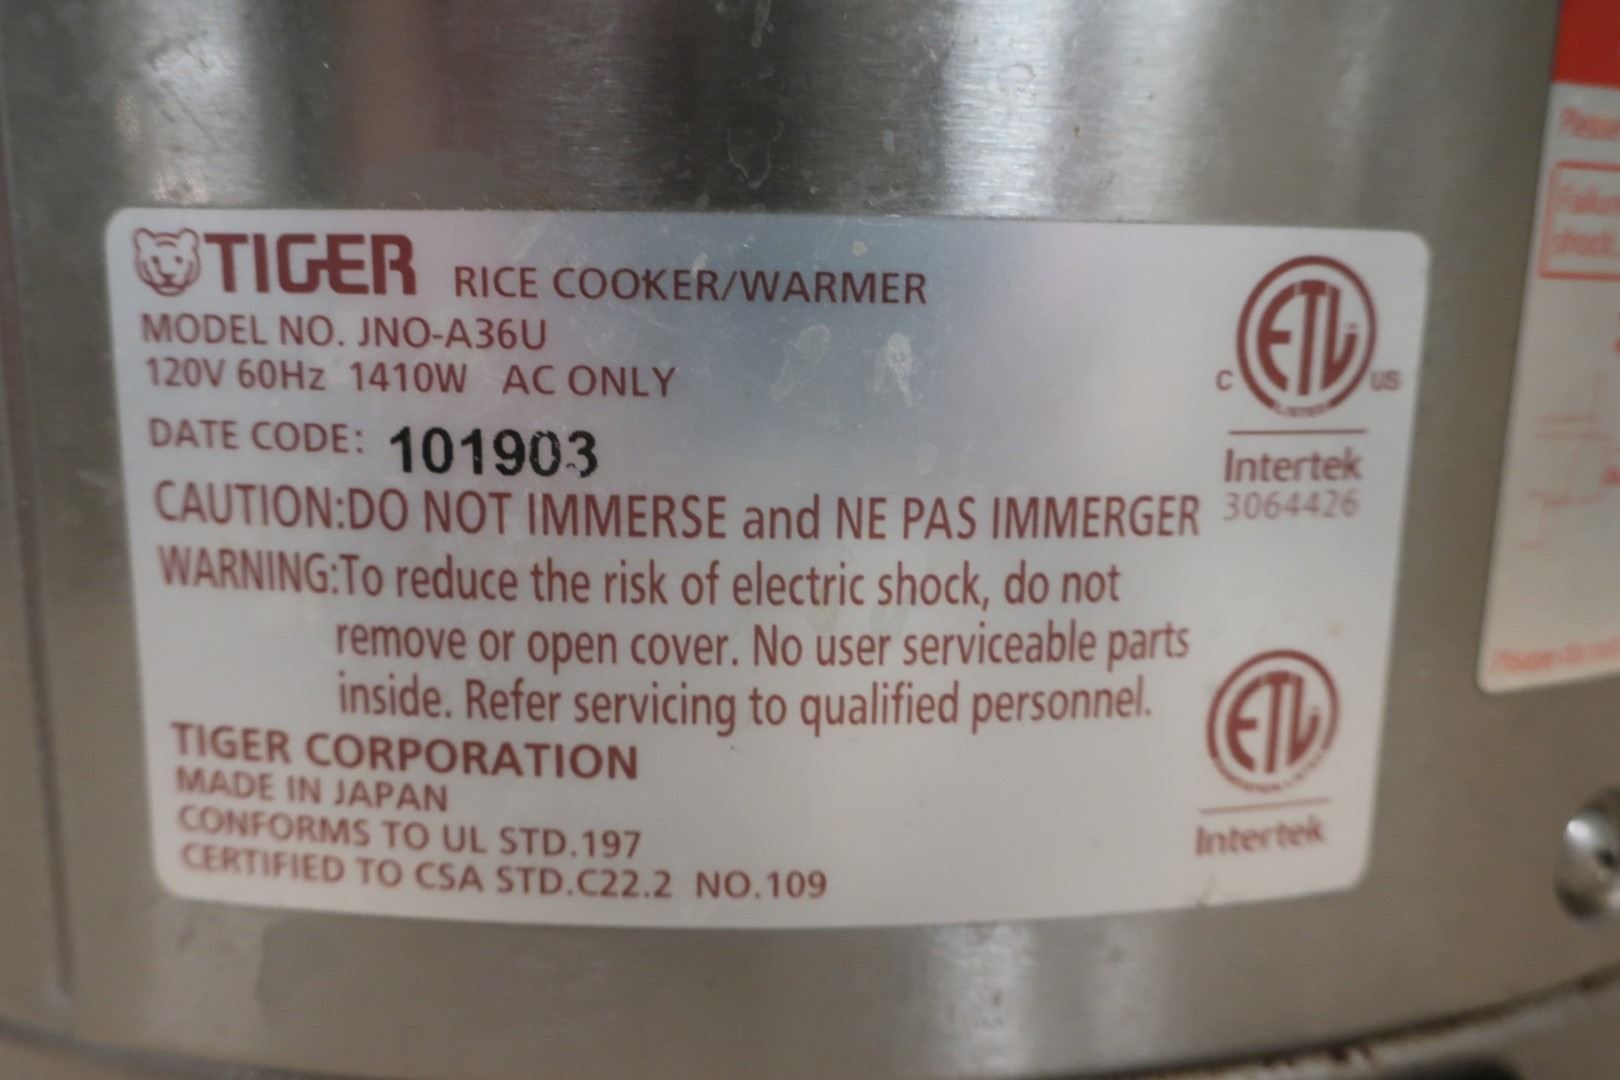 TIGER RICE COOKER/WARMER
MODEL NO. JNO-A36U
120V 60Hz 1410W AC ONLY
DATE CODE: 101903
CAUTION:DO NOT IMMERSE and NE PAS IMMERGER
WARNING:To reduce the risk of electric shock, do not
remove or open cover. No user serviceable parts
inside. Refer servicing to qualified personnel.
TIGER CORPORATION
MADE IN JAPAN
CONFORMS TO UL STD.197
CERTIFIED TO CSA STD.C22.2 NO.109
ETL
LISTED
C US
Intertek
3064426
ETL
Intertek
Please